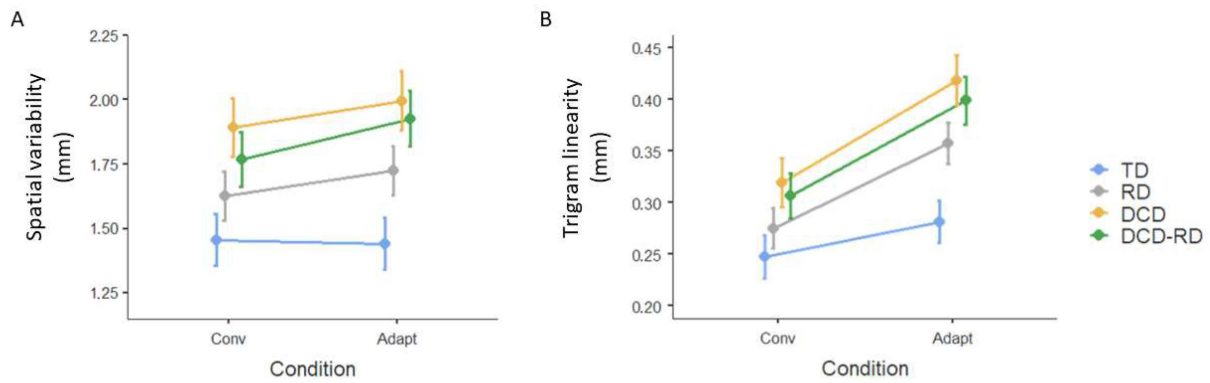 A
Spatial variability
(mm)
2.25
2.00
1.75
1.50
1.25
Conv
Adapt
Condition
B
Trigram linearity
(mm)
0.45
0.40
0.35
0.30
0.25
0.20
Conv
Adapt
Condition
TD
RD
DCD
DCD-RD